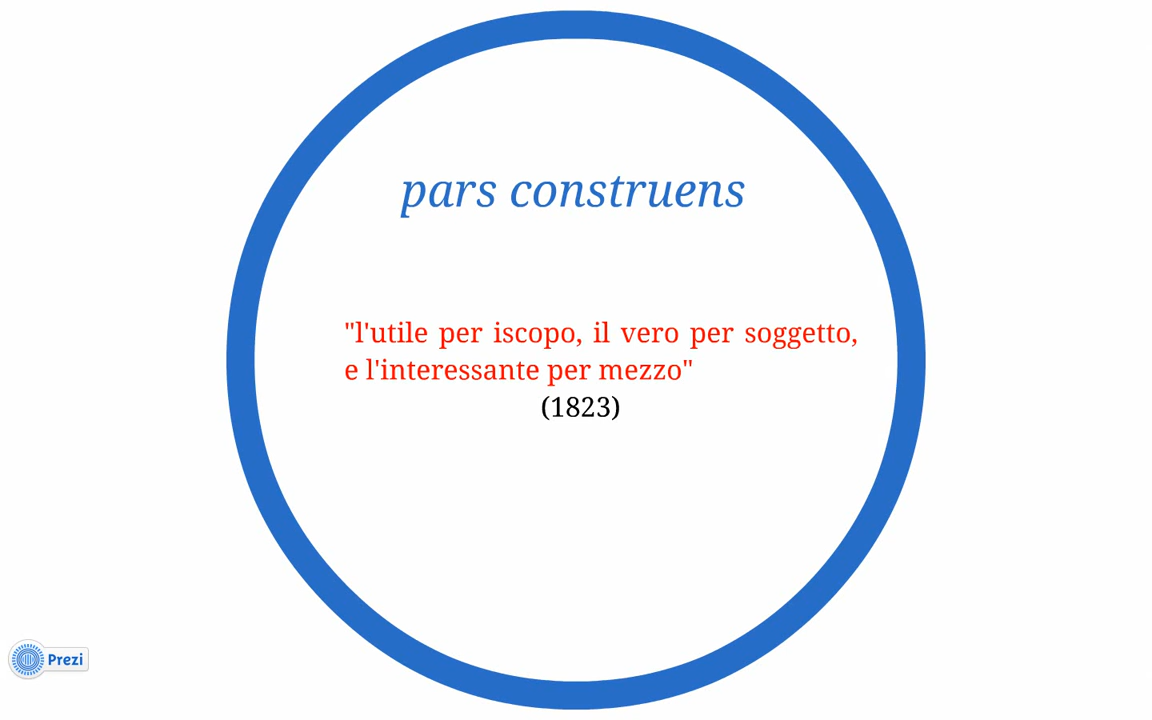 pars construens
"l'utile per iscopo, il vero per soggetto,
e l'interessante per mezzo"
(1823)
Prezi